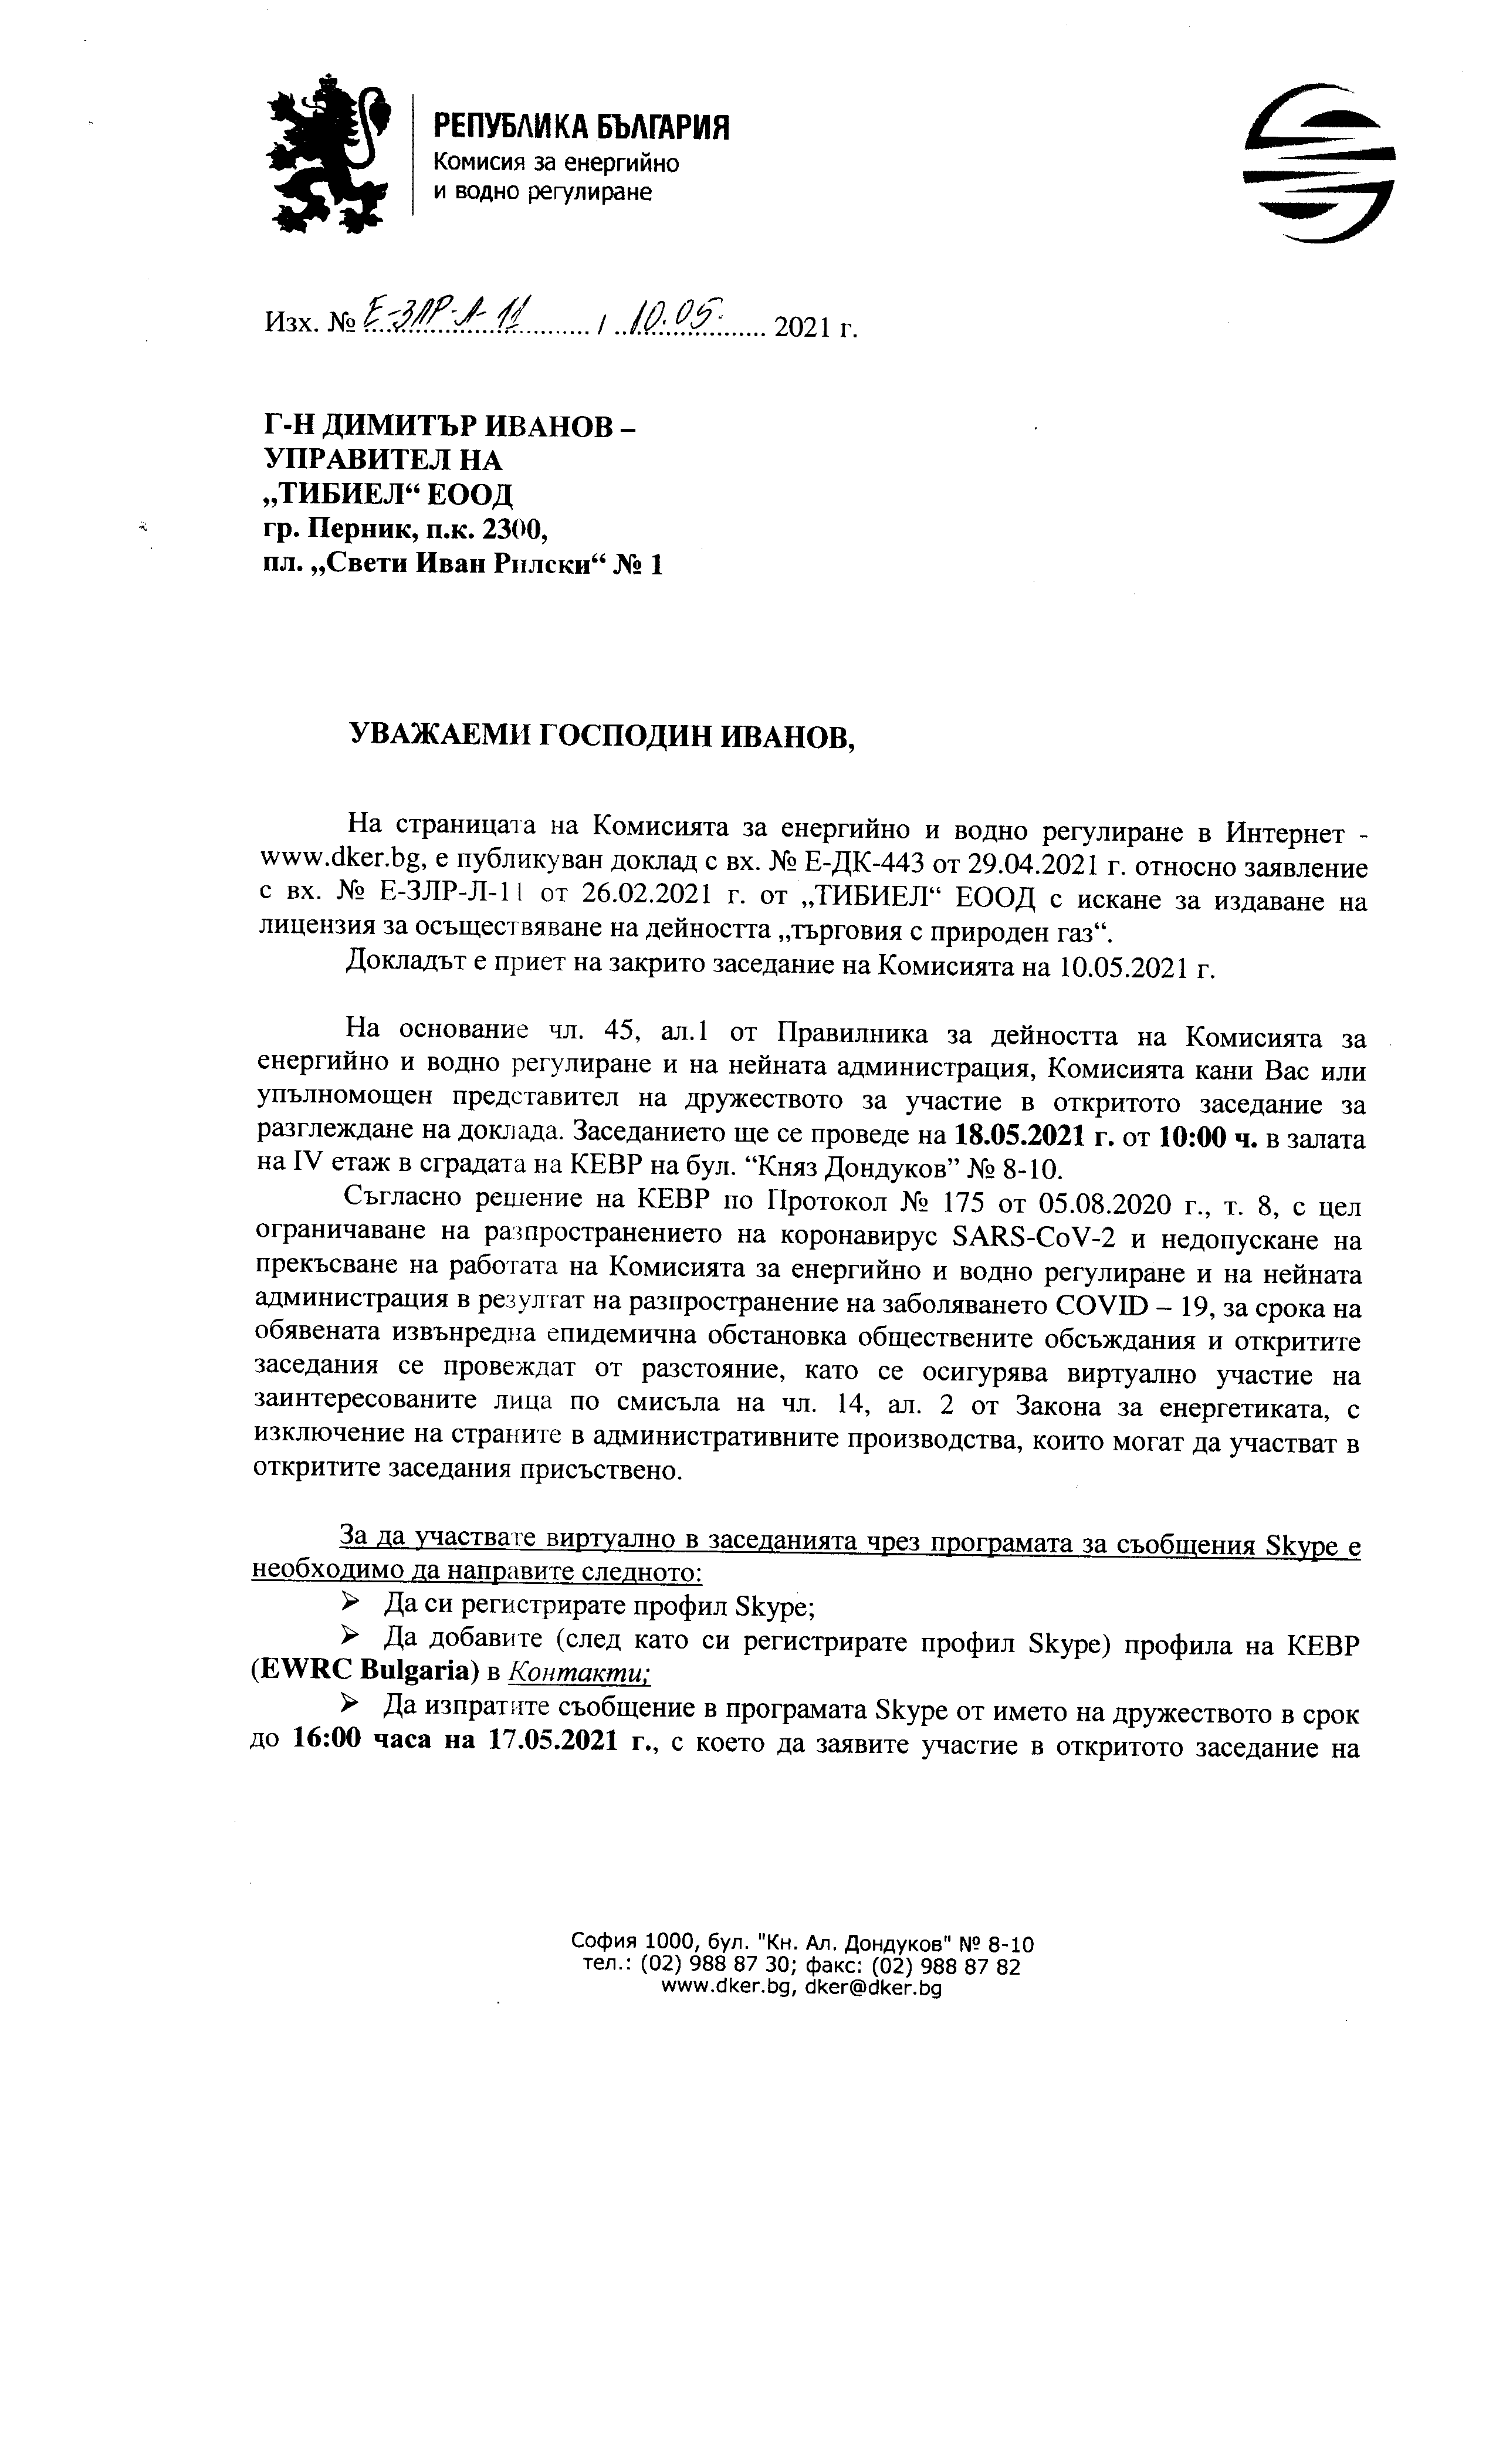 РЕПУБЛИКА БЪЛГАРИЯ
Комисия за енергийно
и водно регулиране
Изх. № Е-ЗЛР-Л-11 / 10.05. 2021 г.
Г-Н ДИМИТЪР ИВАНОВ –
УПРАВИТЕЛ НА
„ТИБИЕЛ“ ЕООД
гр. Перник, п.к. 2300,
пл. „Свети Иван Рилски“ № 1
УВАЖАЕМИ ГОСПОДИН ИВАНОВ,
На страницата на Комисията за енергийно и водно регулиране в Интернет -
www.dker.bg, е публикуван доклад с вх. № Е-ДК-443 от 29.04.2021 г. относно заявление
с вх. № Е-ЗЛР-Л-11 от 26.02.2021 г. от „ТИБИЕЛ“ ЕООД с искане за издаване на
лицензия за осъществяване на дейността „търговия с природен газ“.
Докладът е приет на закрито заседание на Комисията на 10.05.2021 г.
На основание чл. 45, ал.1 от Правилника за дейността на Комисията за
енергийно и водно регулиране и на нейната администрация, Комисията кани Вас или
упълномощен представител на дружеството за участие в откритото заседание за
разглеждане на доклада. Заседанието ще се проведе на 18.05.2021 г. от 10:00 ч. в залата
на IV етаж в сградата на КЕВР на бул. “Княз Дондуков” № 8-10.
Съгласно решение на КЕВР по Протокол № 175 от 05.08.2020 г., т. 8, с цел
ограничаване на разпространението на коронавирус SARS-CoV-2 и недопускане на
прекъсване на работата на Комисията за енергийно и водно регулиране и на нейната
администрация в резултат на разпространение на заболяването COVID – 19, за срока на
обявената извънредна епидемична обстановка обществените обсъждания и откритите
заседания се провеждат от разстояние, като се осигурява виртуално участие на
заинтересованите лица по смисъла на чл. 14, ал. 2 от Закона за енергетиката, с
изключение на страните в административните производства, които могат да участват в
откритите заседания присъствено.
За да участвате виртуално в заседанията чрез програмата за съобщения Skype е
необходимо да направите следното:
➢ Да си регистрирате профил Skype;
➢ Да добавите (след като си регистрирате профил Skype) профила на КЕВР
(EWRC Bulgaria) в Контакти;
➢ Да изпратите съобщение в програмата Skype от името на дружеството в срок
до 16:00 часа на 17.05.2021 г., с което да заявите участие в откритото заседание на
София 1000, бул. "Кн. Ал. Дондуков" № 8-10
тел.: (02) 988 87 30; факс: (02) 988 87 82
www.dker.bg, dker@dker.bg